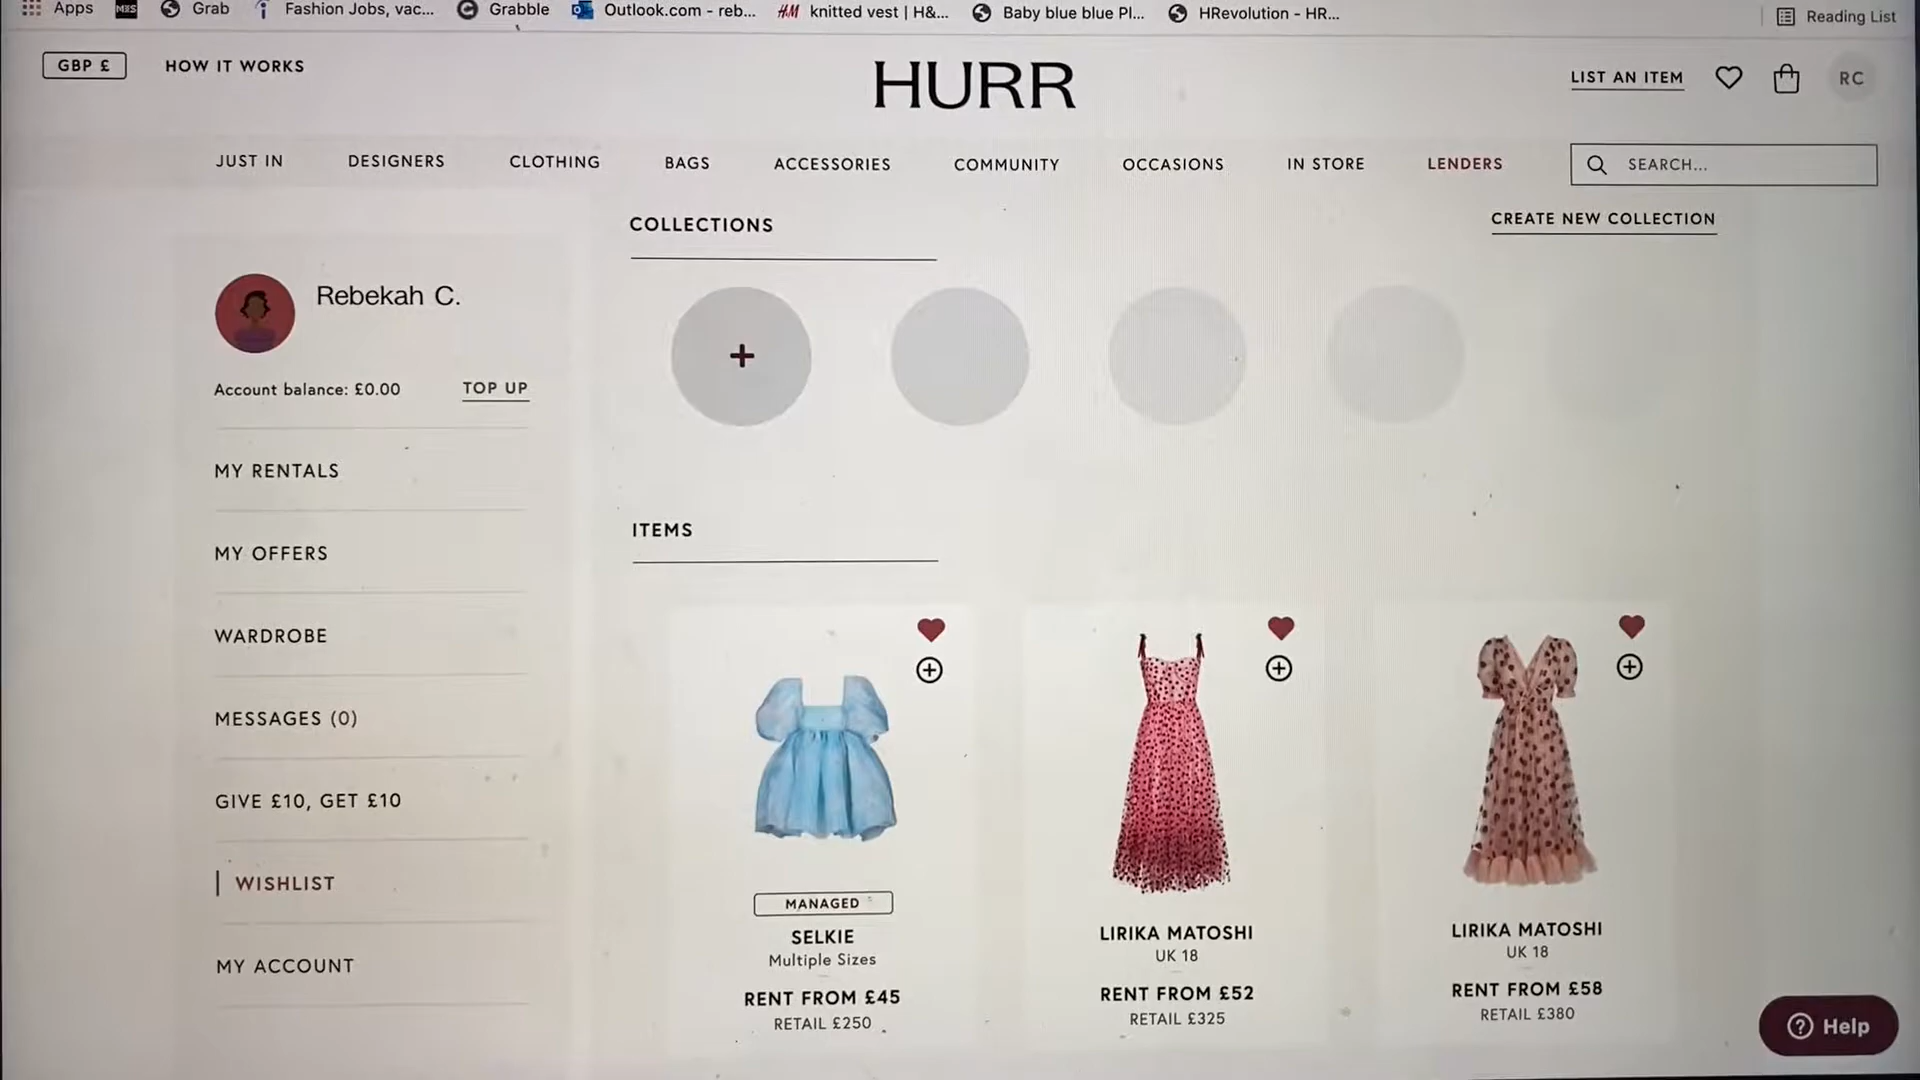 Apps
M&S
Grab
Fashion Jobs, vac...
Grabble
Outlook.com - reb...
H&M knitted vest | H&...
Baby blue blue Pl...
HRevolution - HR...
Reading List
GBP £
HOW IT WORKS
HURR
LIST AN ITEM
RC
JUST IN
DESIGNERS
CLOTHING
BAGS
ACCESSORIES
COMMUNITY
OCCASIONS
IN STORE
LENDERS
SEARCH...
COLLECTIONS
CREATE NEW COLLECTION
Rebekah C.
Account balance: £0.00
TOP UP
MY RENTALS
MY OFFERS
WARDROBE
MESSAGES (0)
GIVE £10, GET £10
WISHLIST
MY ACCOUNT
ITEMS
MANAGED
SELKIE
Multiple Sizes
RENT FROM £45
RETAIL £250
LIRIKA MATOSHI
UK 18
RENT FROM £52
RETAIL £325
LIRIKA MATOSHI
UK 18
RENT FROM £58
RETAIL £380
Help